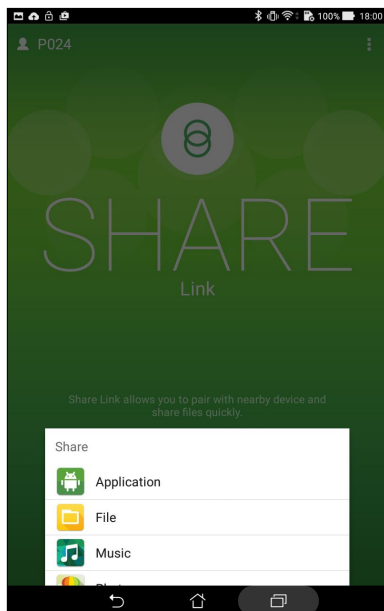 100% 18:00
P024
SHARE
Link
Share Link allows you to pair with nearby device and
share files quickly.
Share
Application
File
Music